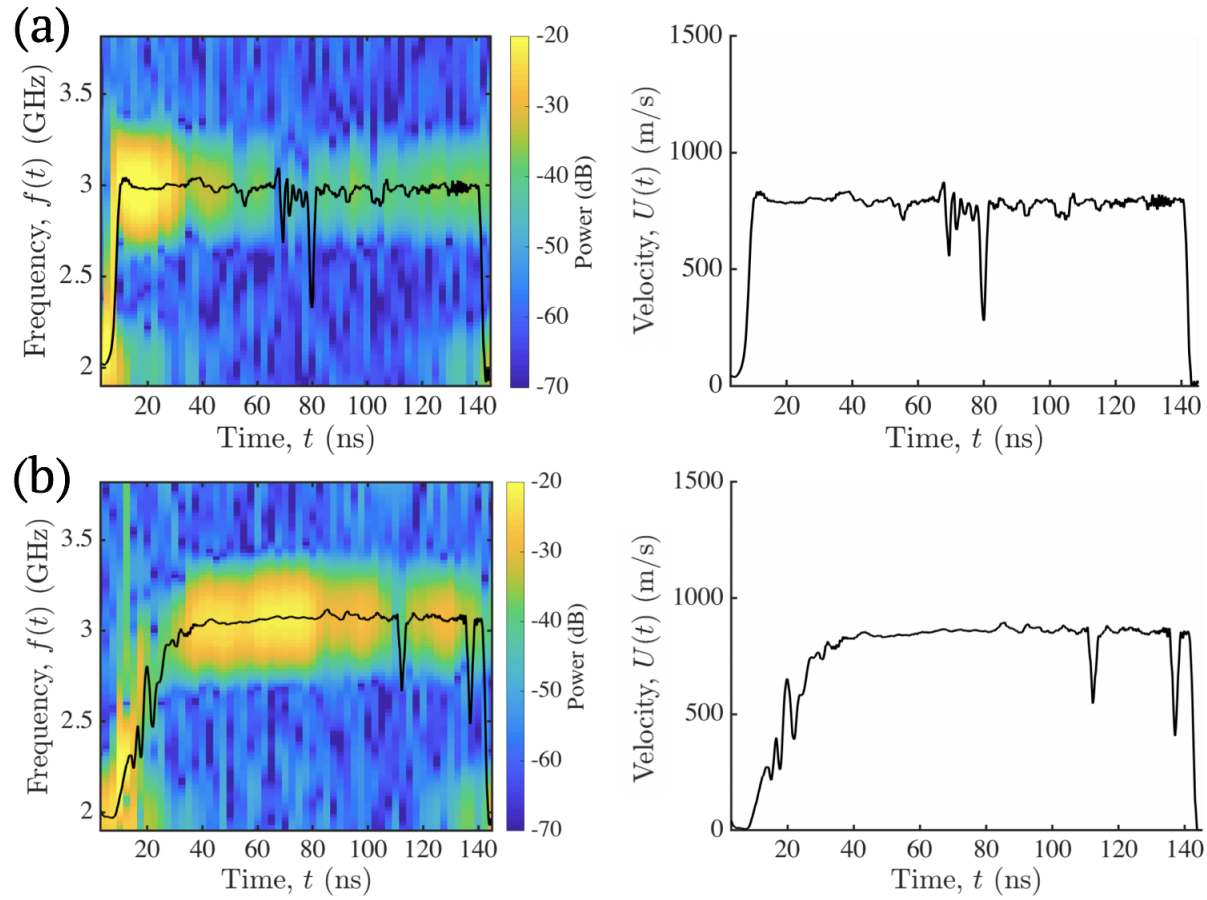 (a)
Frequency, f(t) (GHz)
3.5
3
2.5
2
20 40 60 80 100 120 140
Time, t (ns)
-20
-30
-40
-50
-60
-70
Power (dB)
Velocity, U(t) (m/s)
1500
1000
500
0
20 40 60 80 100 120 140
Time, t (ns)
(b)
Frequency, f(t) (GHz)
3.5
3
2.5
2
20 40 60 80 100 120 140
Time, t (ns)
-20
-30
-40
-50
-60
-70
Power (dB)
Velocity, U(t) (m/s)
1500
1000
500
0
20 40 60 80 100 120 140
Time, t (ns)